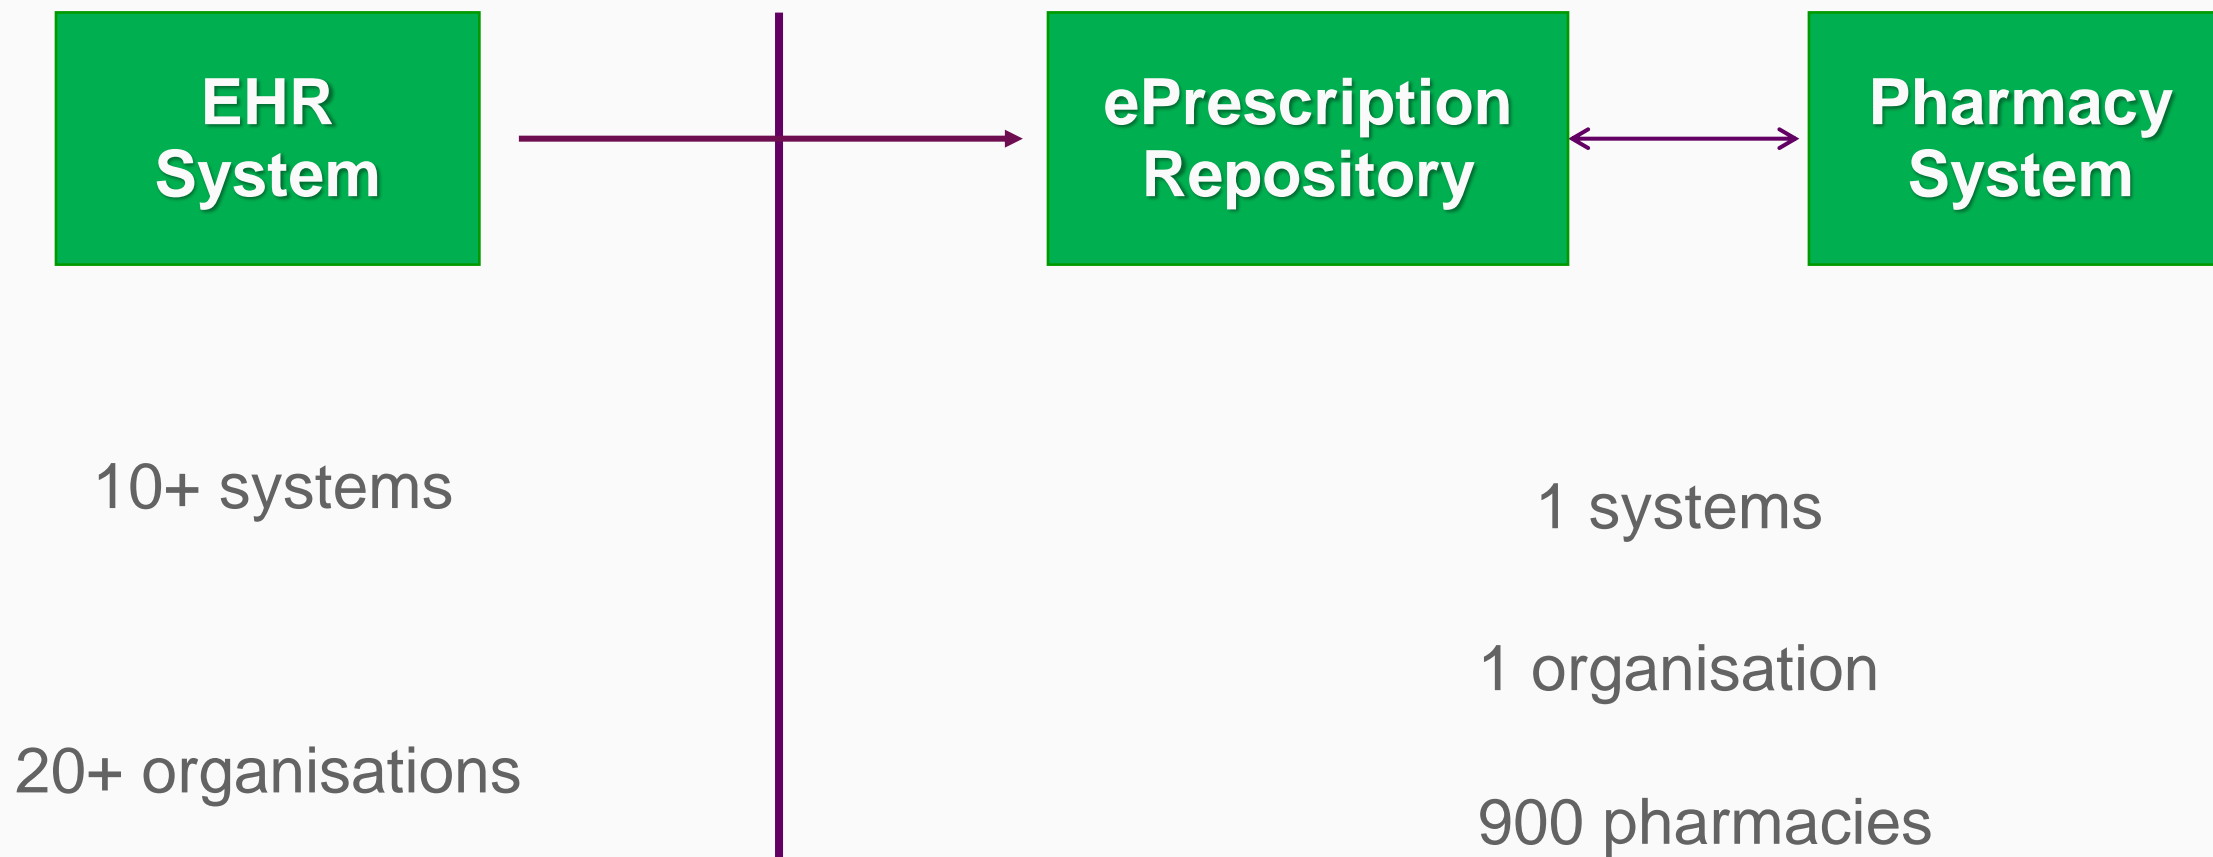 EHR
System
ePrescription
Repository
Pharmacy
System
10+ systems
20+ organisations
1 systems
1 organisation
900 pharmacies